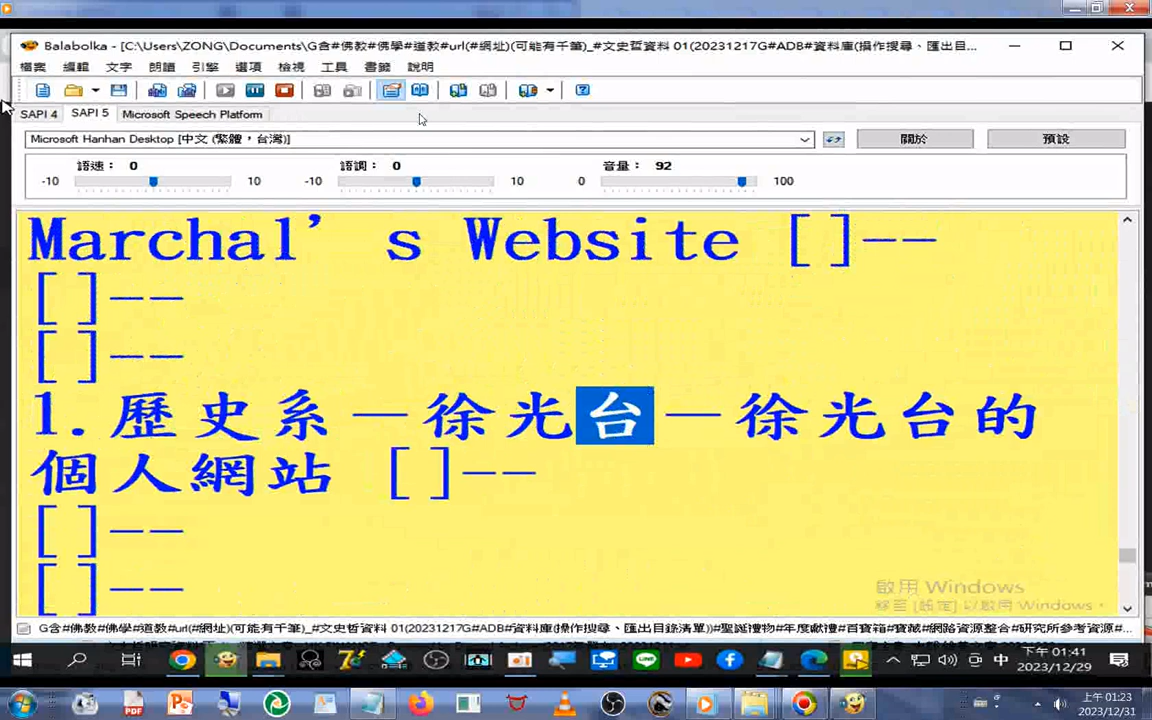 Balabolka - [C:\Users\ZONG\Documents\G含#佛教#佛學#道教#url(#網址)(可能有千筆)_#文史哲資料 01(20231217G#ADB#資料庫(操作搜尋、匯出目...
檔案 編輯 文字 朗讀 引擎 選項 檢視 工具 書籤 說明
SAPI 4 SAPI 5 Microsoft Speech Platform
Microsoft Hanhan Desktop [中文 (繁體，台灣)] 關於 預設
語速： 0 語調： 0 音量： 92
-10 10 -10 10 0 100
Marchal’s Website []--
[]--
[]--
1.歷史系—徐光台—徐光台的
個人網站 []--
[]--
[]--
啟用 Windows
移至 [設定] 以啟用 Windows。
G含#佛教#佛學#道教#url(#網址)(可能有千筆)_#文史哲資料 01(20231217G#ADB#資料庫(操作搜尋、匯出目錄清單))#聖誕禮物#年度獻禮#百寶箱#寶藏#網路資源整合#研究所參考資源#...
下午 01:41
中
2023/12/29
上午 01:23
2023/12/31